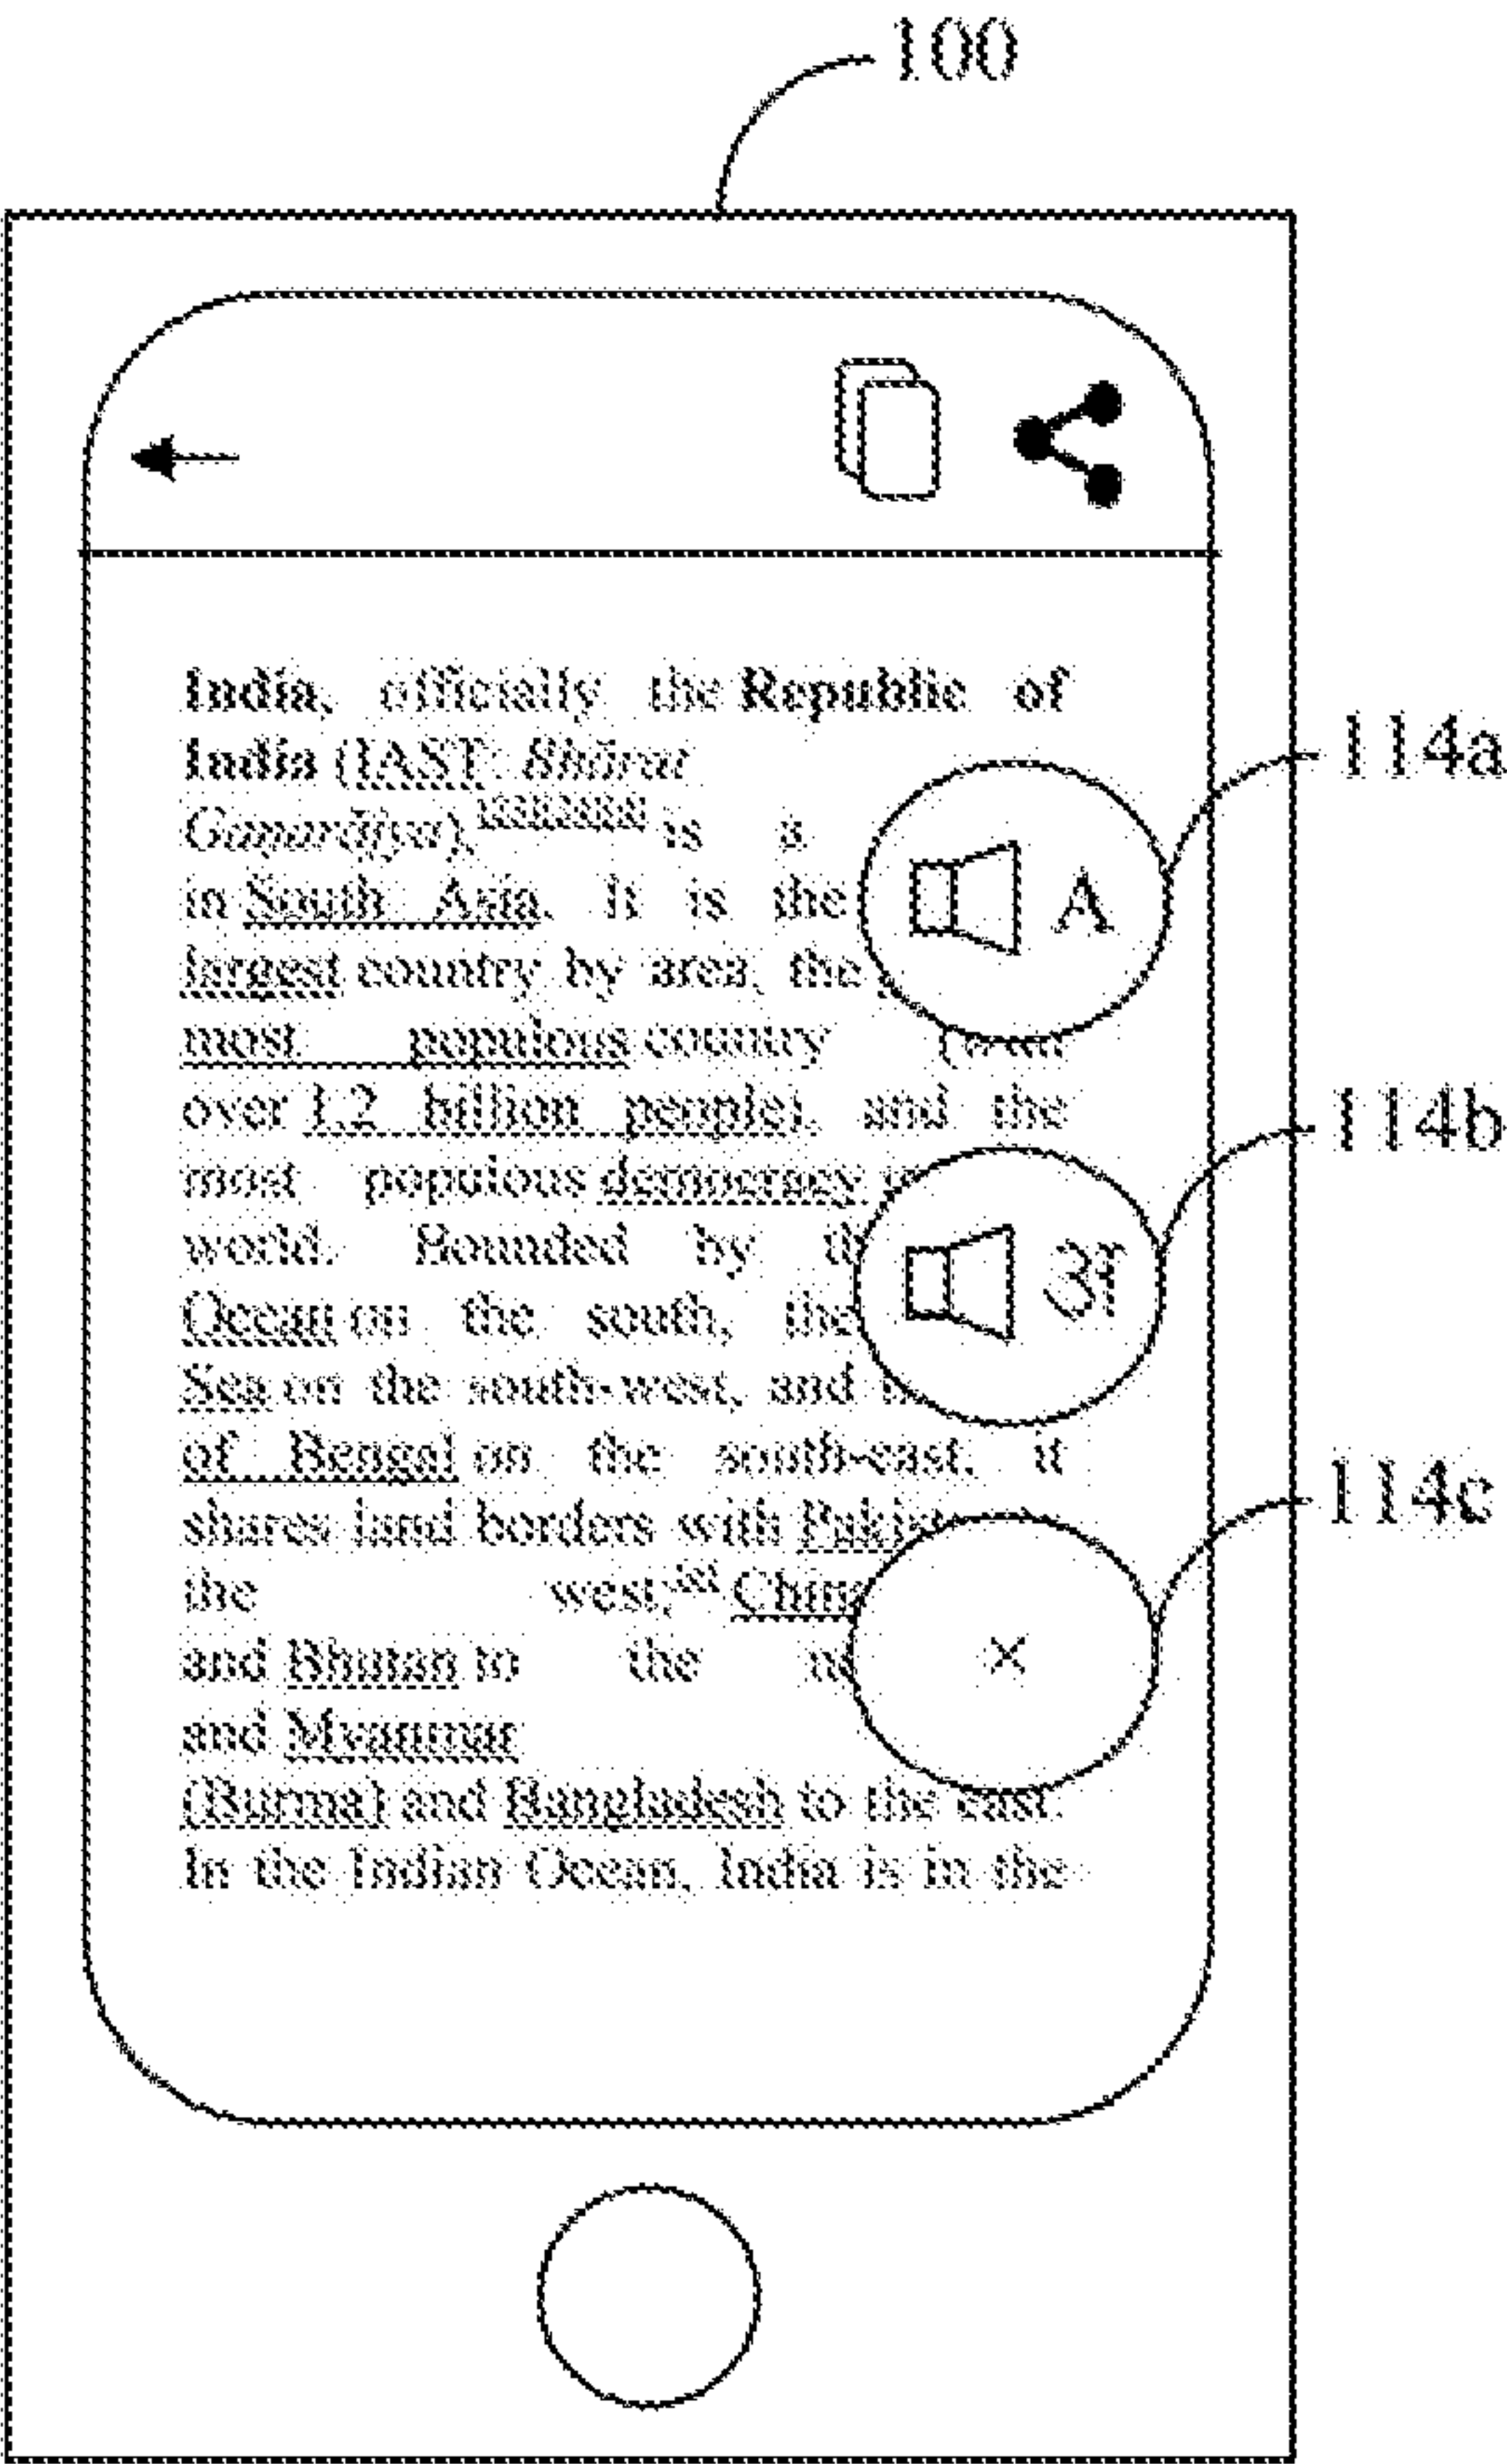 100
India, officially the Republic of
India (IAST: Bhārat
Gaṇarājya), is a
in South Asia. It is the
largest country by area, the
most populous country (with
over 1.2 billion people), and the
most populous democracy
world. Bounded by
Ocean on the south, the
Sea on the south-west, and
of Bengal on the south-east, it
shares land borders with
the west;
and Bhutan to the
and Myanmar
(Burma) and Bangladesh to the east.
In the Indian Ocean, India is in the
A
114a
अ
114b
×
114c